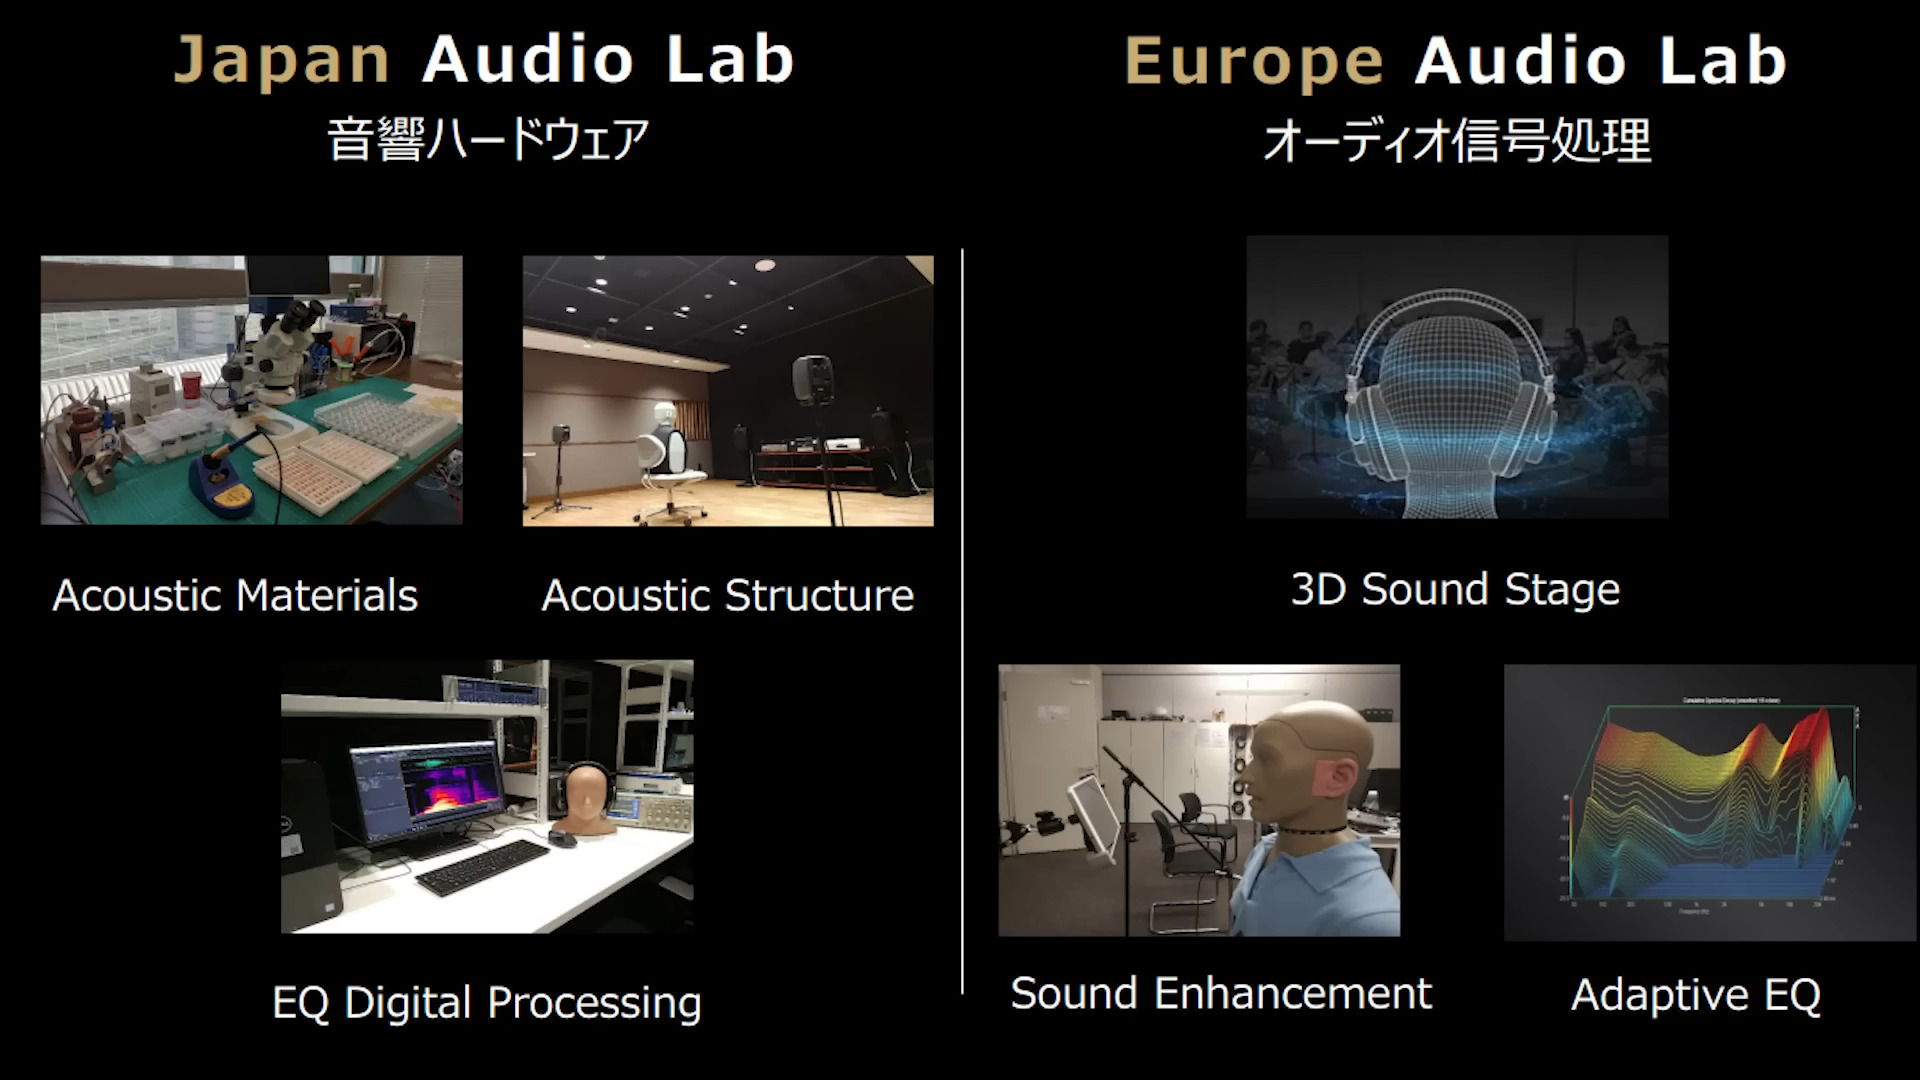 Japan Audio Lab
音響ハードウェア
Acoustic Materials
Acoustic Structure
EQ Digital Processing
Europe Audio Lab
オーディオ信号処理
3D Sound Stage
Sound Enhancement
Adaptive EQ